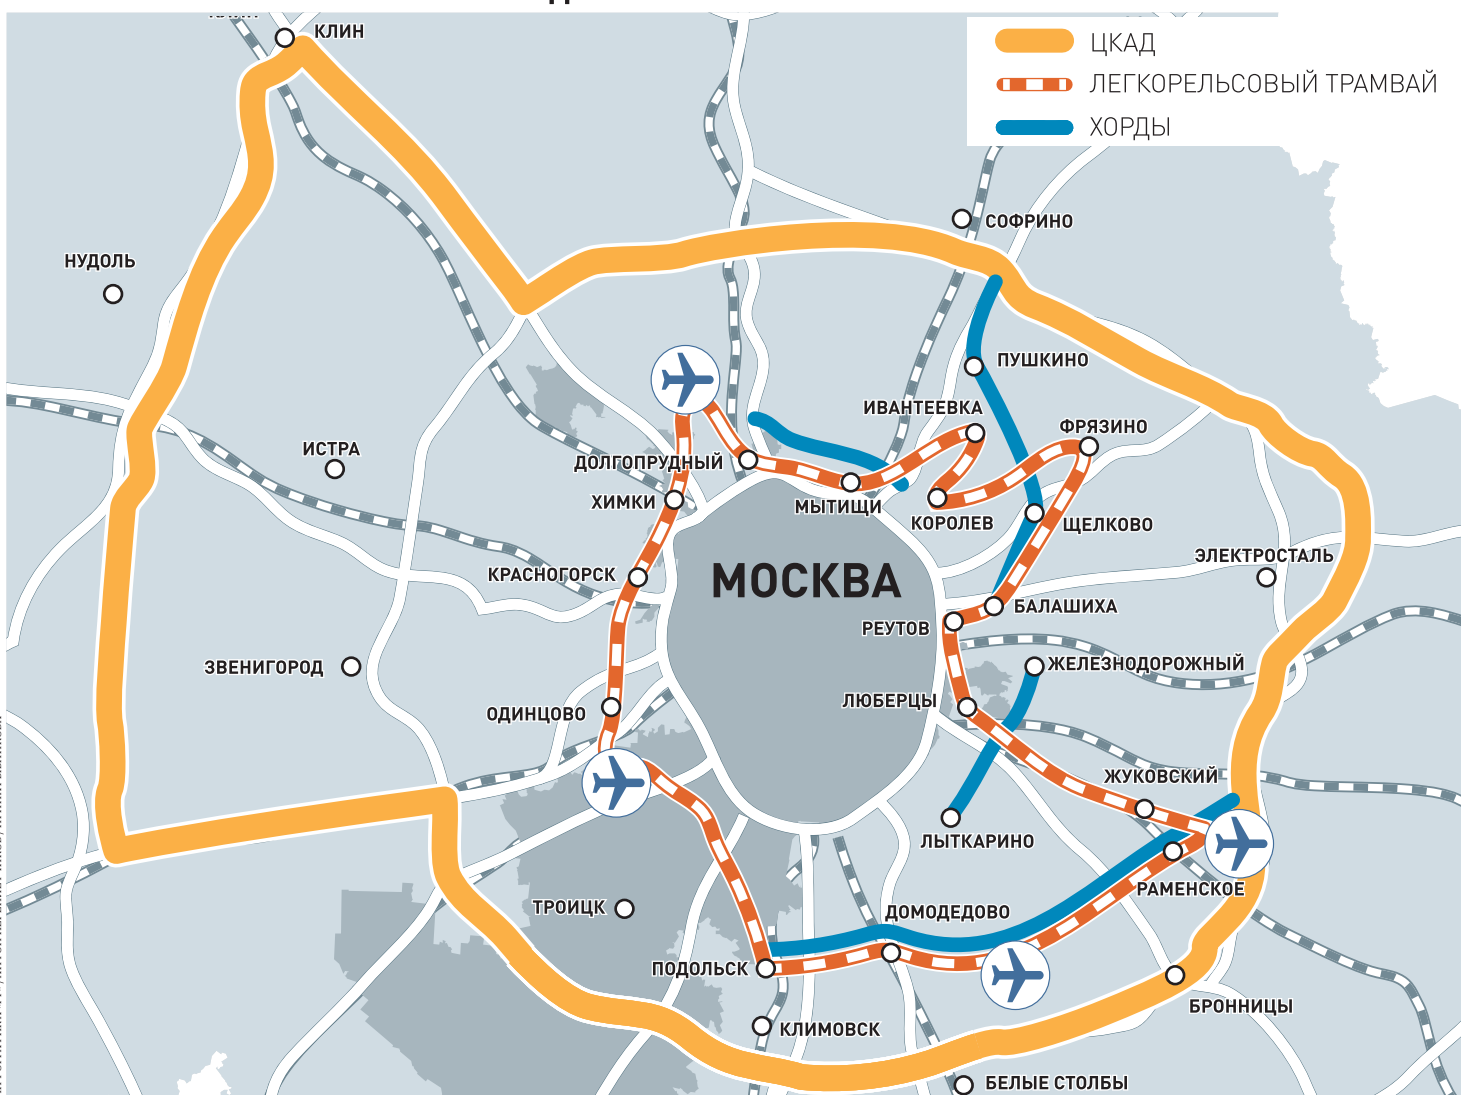 КЛИН
ЦКАД
ЛЕГКОРЕЛЬСОВЫЙ ТРАМВАЙ
ХОРДЫ
СОФРИНО
НУДОЛЬ
ПУШКИНО
ИВАНТЕЕВКА
ФРЯЗИНО
ИСТРА
ДОЛГОПРУДНЫЙ
ХИМКИ
МЫТИЩИ
КОРОЛЕВ
ЩЕЛКОВО
ЭЛЕКТРОСТАЛЬ
КРАСНОГОРСК
МОСКВА
БАЛАШИХА
РЕУТОВ
ЗВЕНИГОРОД
ЖЕЛЕЗНОДОРОЖНЫЙ
ОДИНЦОВО
ЛЮБЕРЦЫ
ЖУКОВСКИЙ
ЛЫТКАРИНО
РАМЕНСКОЕ
ТРОИЦК
ДОМОДЕДОВО
ПОДОЛЬСК
БРОННИЦЫ
КЛИМОВСК
БЕЛЫЕ СТОЛБЫ